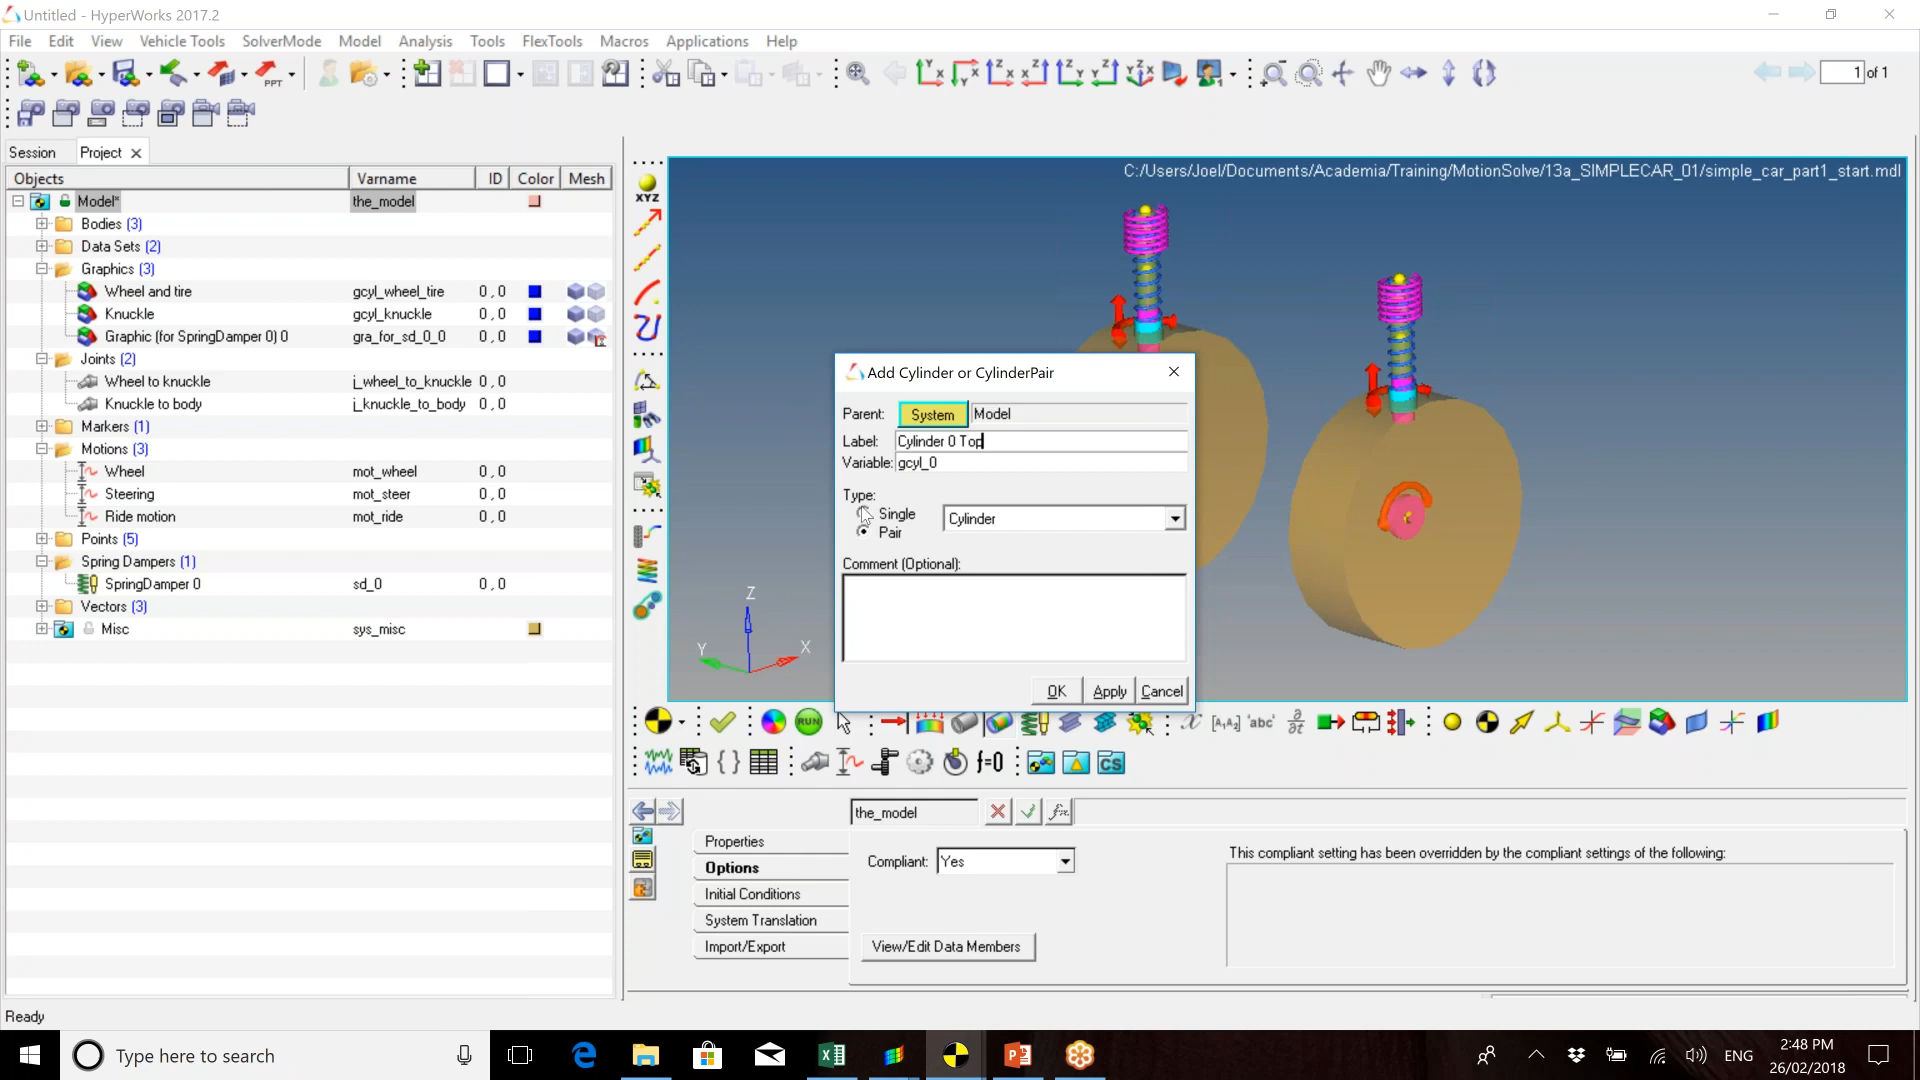 Untitled - HyperWorks 2017.2
File Edit View Vehicle Tools SolverMode Model Analysis Tools FlexTools Macros Applications Help
1 of 1
Session Project
Objects Varname ID Color Mesh
Model* the_model
Bodies (3)
Data Sets (2)
Graphics (3)
Wheel and tire gcyl_wheel_tire 0,0
Knuckle gcyl_knuckle 0,0
Graphic (for SpringDamper 0) 0 gra_for_sd_0_0 0,0
Joints (2)
Wheel to knuckle j_wheel_to_knuckle 0,0
Knuckle to body j_knuckle_to_body 0,0
Markers (1)
Motions (3)
Wheel mot_wheel 0,0
Steering mot_steer 0,0
Ride motion mot_ride 0,0
Points (5)
Spring Dampers (1)
SpringDamper 0 sd_0 0,0
Vectors (3)
Misc sys_misc
XYZ
C:/Users/Joel/Documents/Academia/Training/MotionSolve/13a_SIMPLECAR_01/simple_car_part1_start.mdl
Add Cylinder or CylinderPair
Parent: System Model
Label: Cylinder 0 Top
Variable: gcyl_0
Type:
Single Cylinder
Pair
Comment (Optional):
OK Apply Cancel
Z
Y X
RUN
CS
the_model
Properties
Options
Initial Conditions
System Translation
Import/Export
Compliant: Yes
View/Edit Data Members
This compliant setting has been overridden by the compliant settings of the following:
Ready
Type here to search
ENG
2:48 PM
26/02/2018